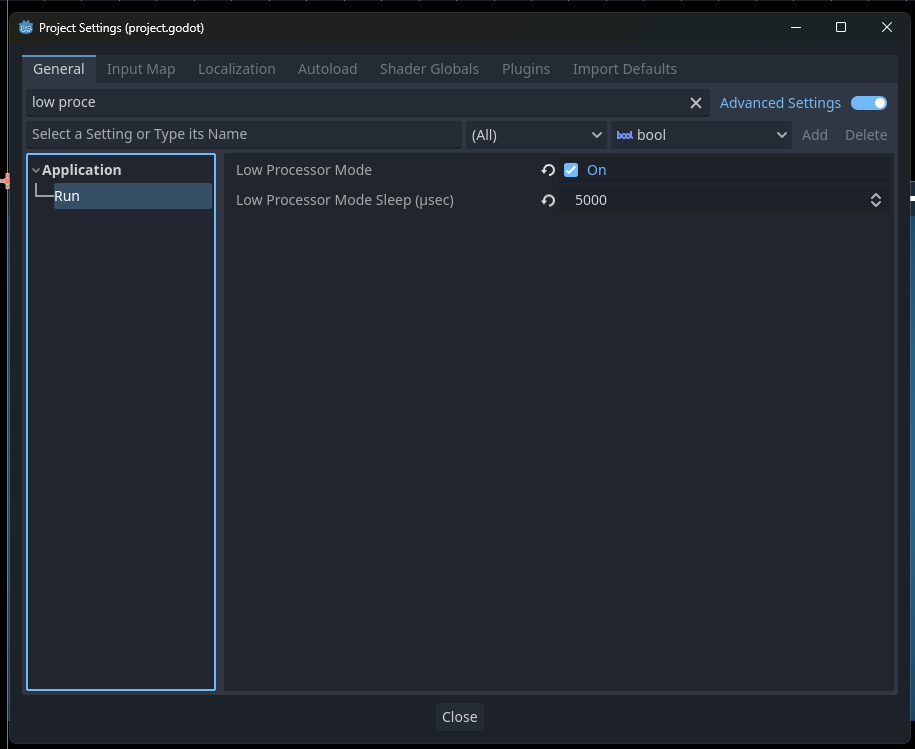 Project Settings (project.godot)
General Input Map Localization Autoload Shader Globals Plugins Import Defaults
low proce Advanced Settings
Select a Setting or Type its Name (All) bool bool Add Delete
Application
Run
Low Processor Mode On
Low Processor Mode Sleep (µsec) 5000
Close